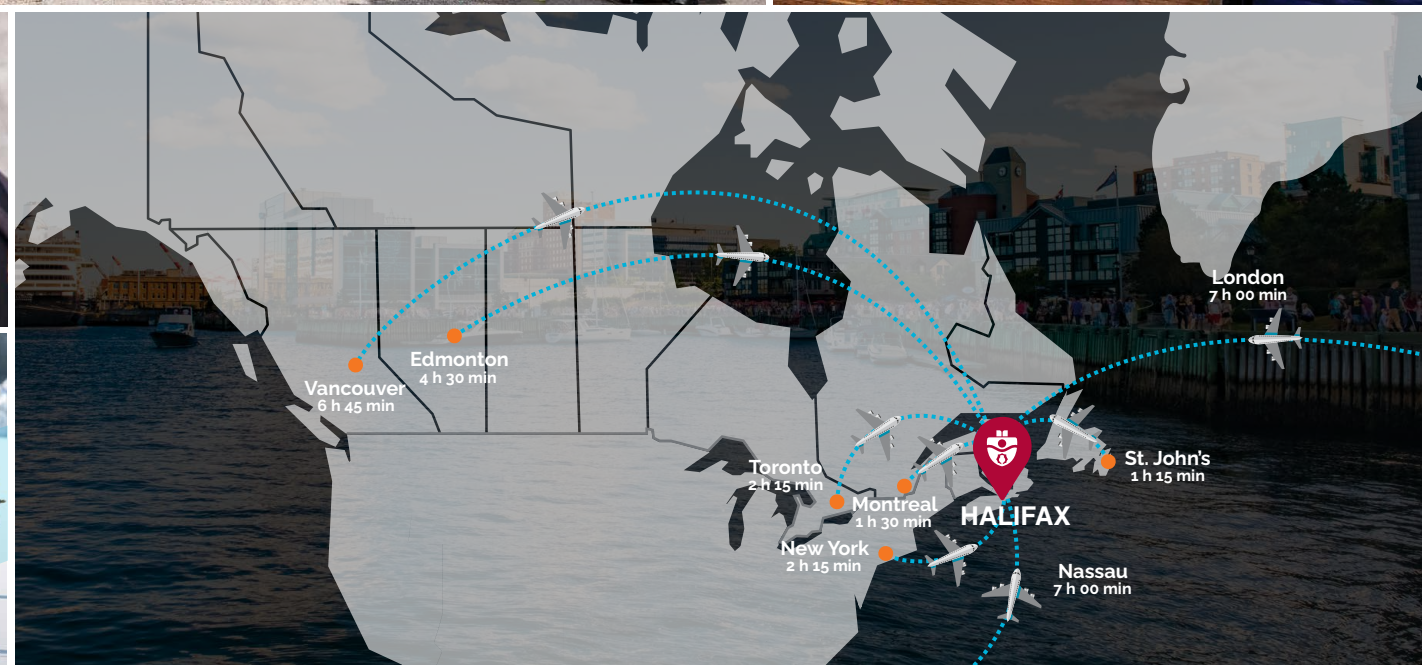 London
7 h 00 min
Edmonton
4 h 30 min
Vancouver
6 h 45 min
Toronto
2 h 15 min
St. John's
1 h 15 min
Montreal
1 h 30 min
HALIFAX
New York
2 h 15 min
Nassau
7 h 00 min